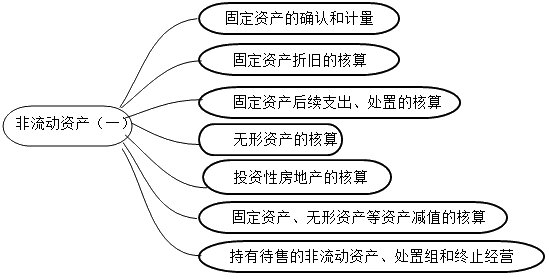 固定资产的确认和计量
固定资产折旧的核算
固定资产后续支出、处置的核算
非流动资产（一）
无形资产的核算
投资性房地产的核算
固定资产、无形资产等资产减值的核算
持有待售的非流动资产、处置组和终止经营